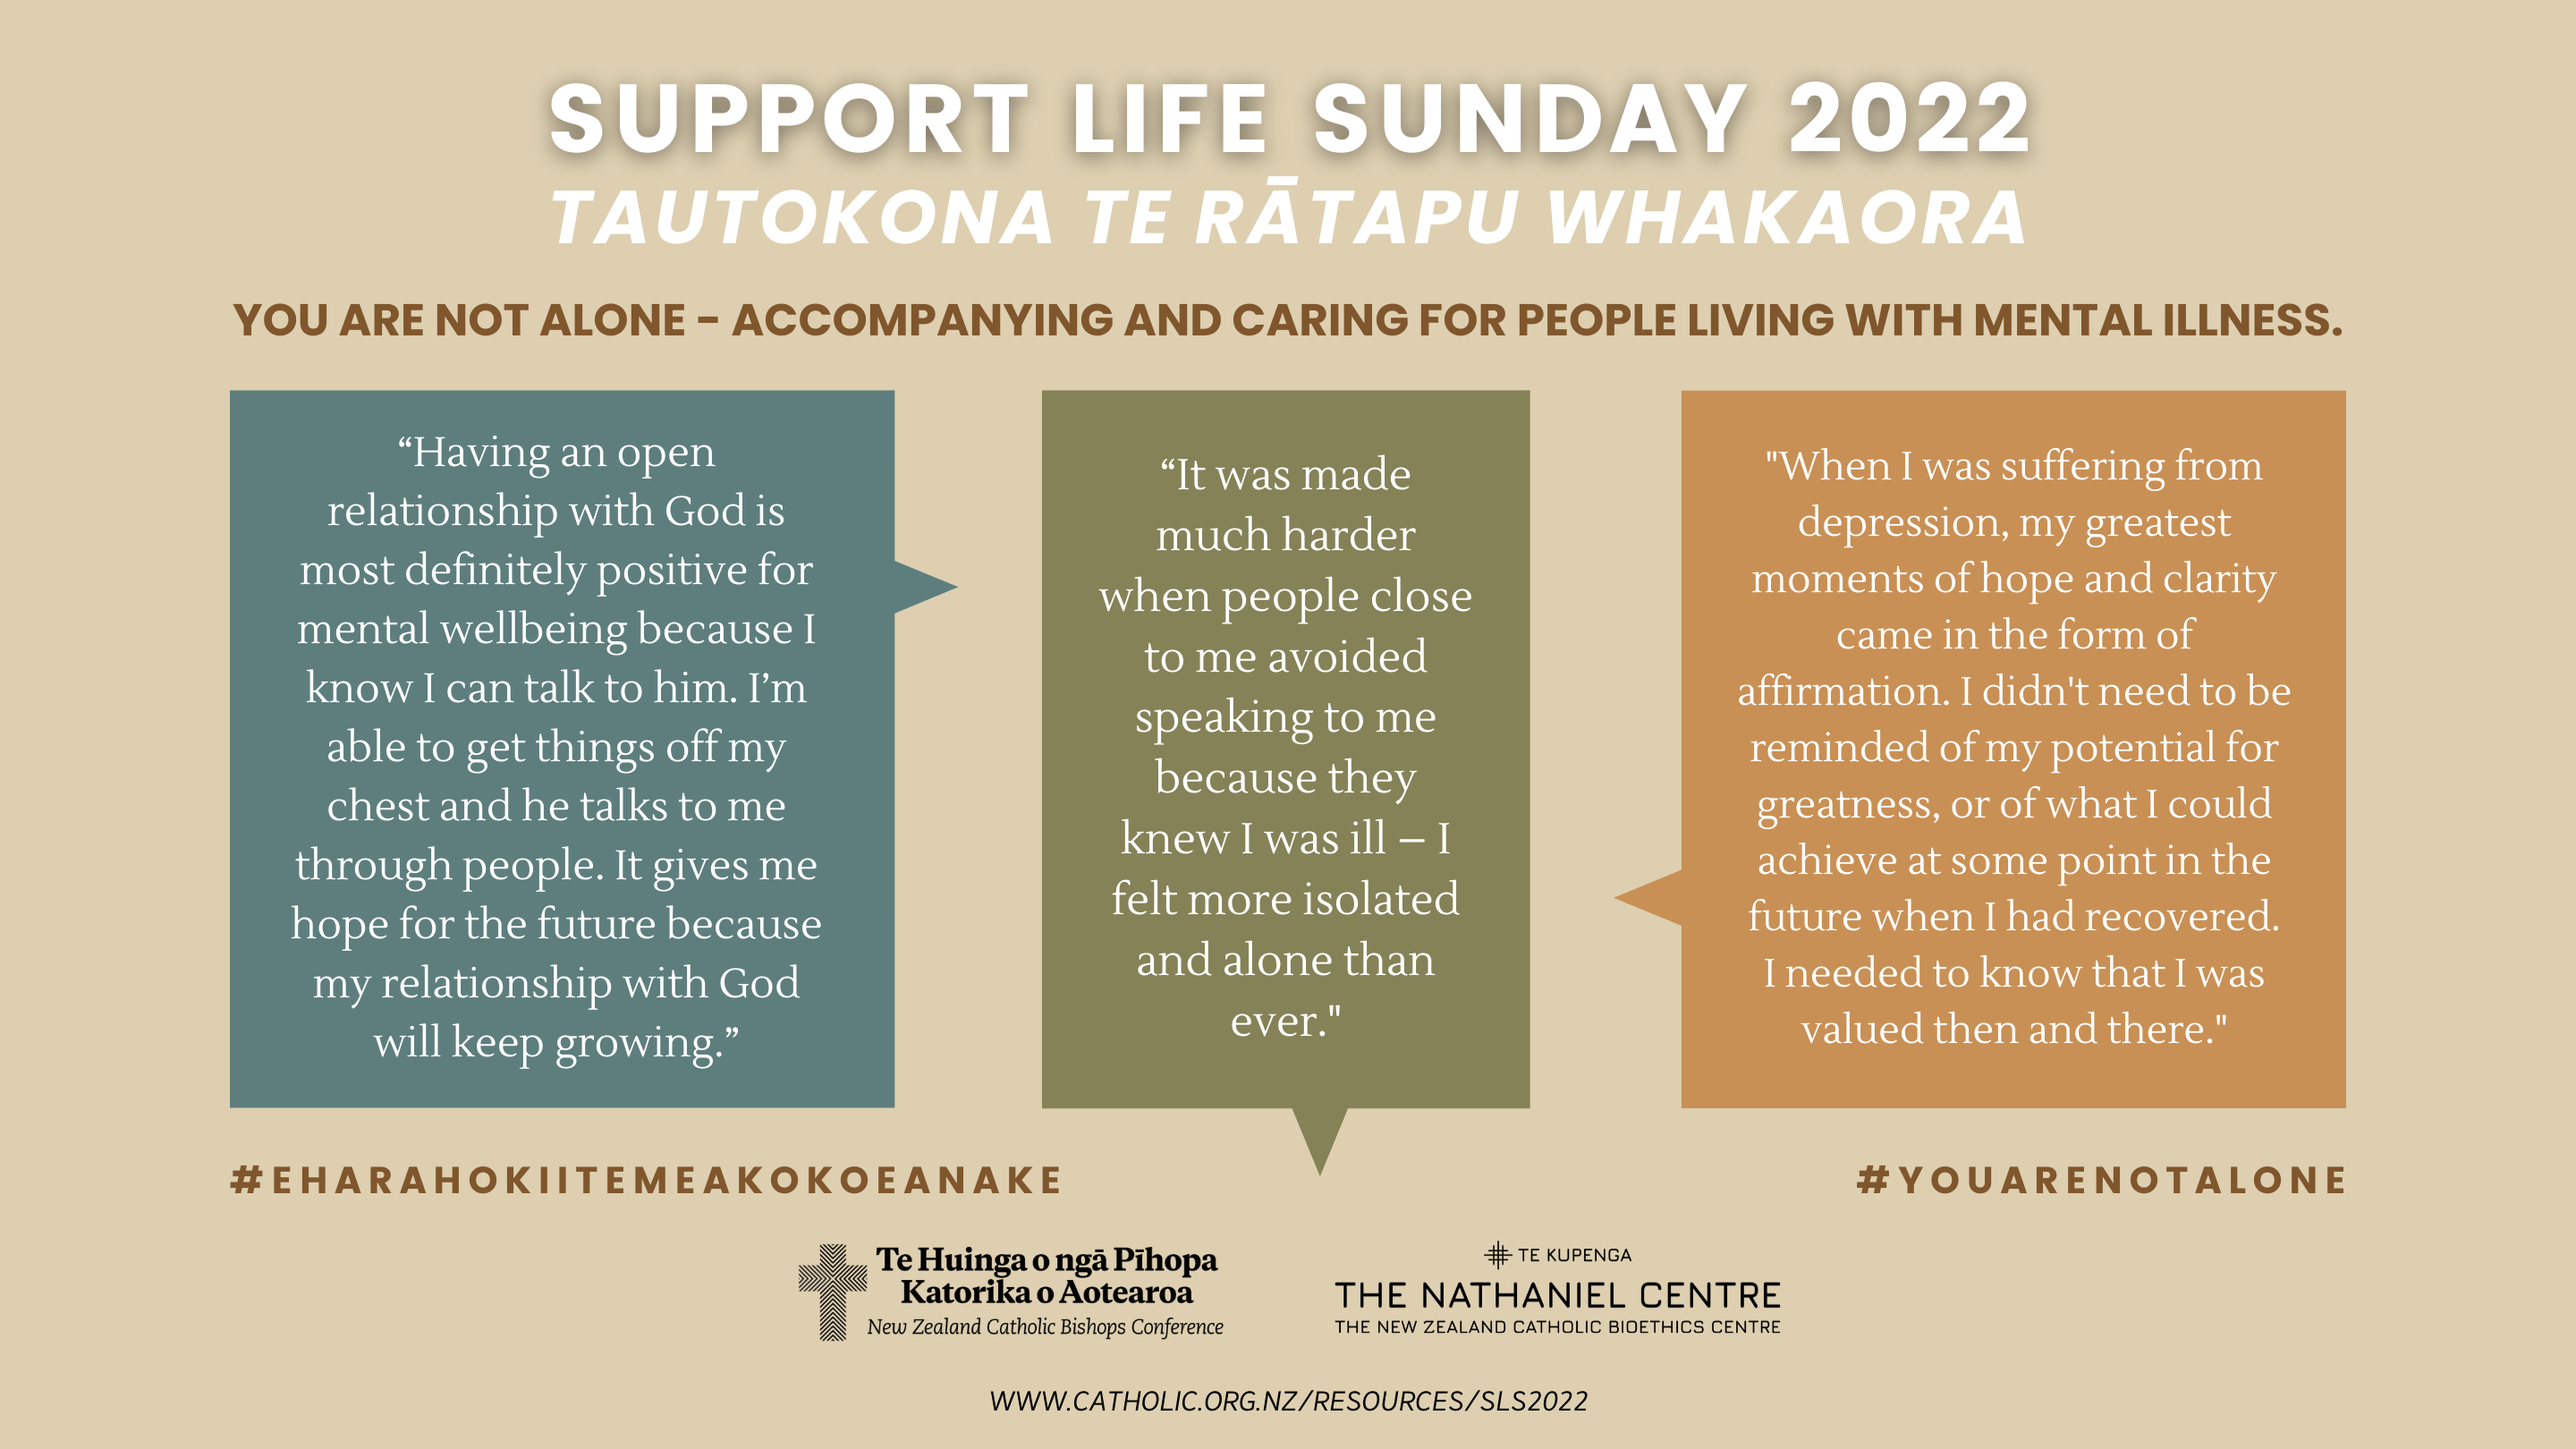 SUPPORT LIFE SUNDAY 2022
TAUTOKONA TE RĀTAPU WHAKAORA
YOU ARE NOT ALONE - ACCOMPANYING AND CARING FOR PEOPLE LIVING WITH MENTAL ILLNESS.
“Having an open
relationship with God is
most definitely positive for
mental wellbeing because I
know I can talk to him. I’m
able to get things off my
chest and he talks to me
through people. It gives me
hope for the future because
my relationship with God
will keep growing.”
“It was made
much harder
when people close
to me avoided
speaking to me
because they
knew I was ill – I
felt more isolated
and alone than
ever."
"When I was suffering from
depression, my greatest
moments of hope and clarity
came in the form of
affirmation. I didn't need to be
reminded of my potential for
greatness, or of what I could
achieve at some point in the
future when I had recovered.
I needed to know that I was
valued then and there."
#EHARAHOKIITEMEAKOKOEANAKE
#YOUARENOTALONE
Te Huinga o ngā Pīhopa
Katorika o Aotearoa
New Zealand Catholic Bishops Conference
TE KUPENGA
THE NATHANIEL CENTRE
THE NEW ZEALAND CATHOLIC BIOETHICS CENTRE
WWW.CATHOLIC.ORG.NZ/RESOURCES/SLS2022